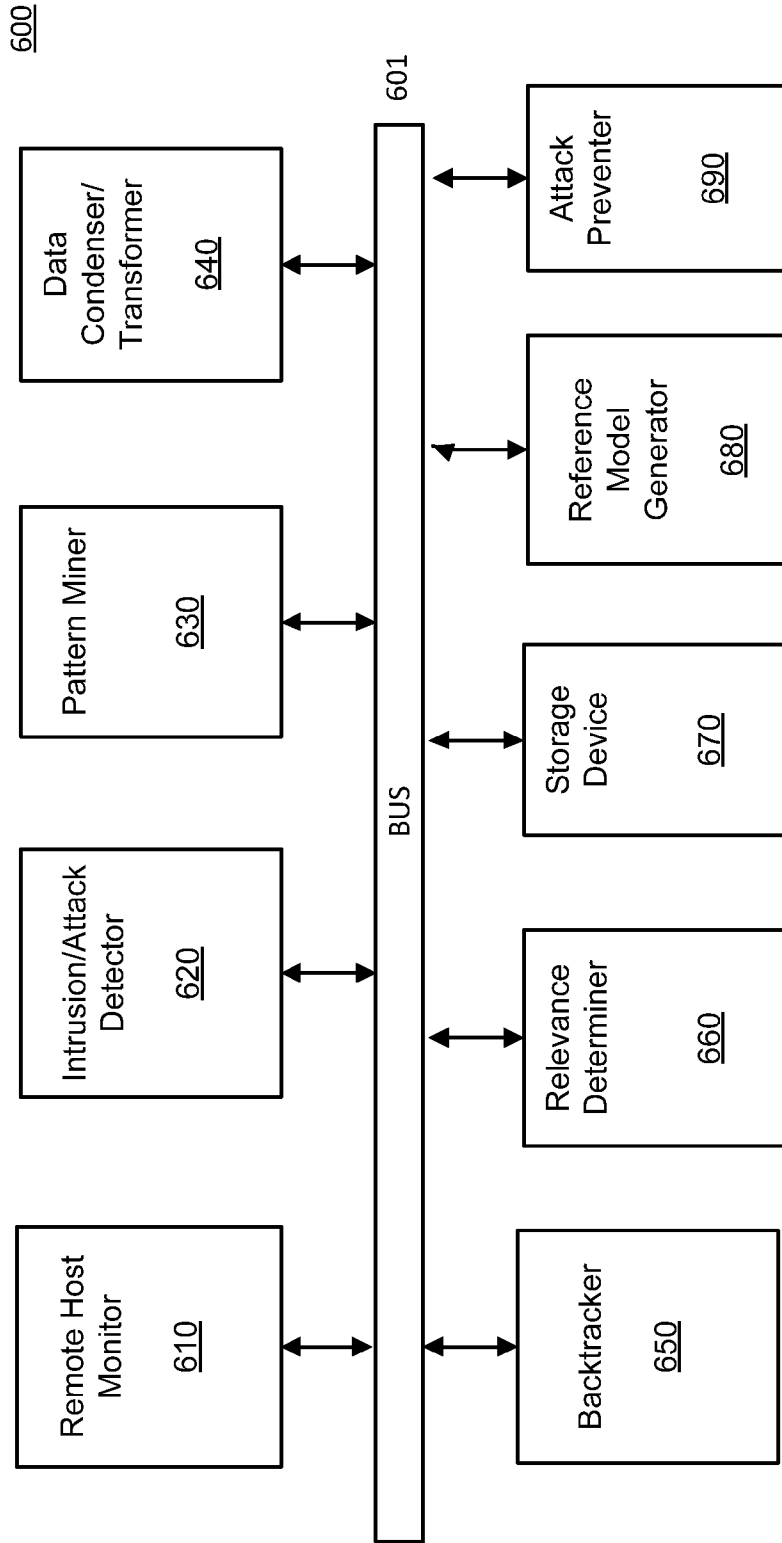 600
Remote Host
Monitor
610
Intrusion/Attack
Detector
620
Pattern Miner
630
Data
Condenser/
Transformer
640
BUS
601
Backtracker
650
Relevance
Determiner
660
Storage
Device
670
Reference
Model
Generator
680
Attack
Preventer
690